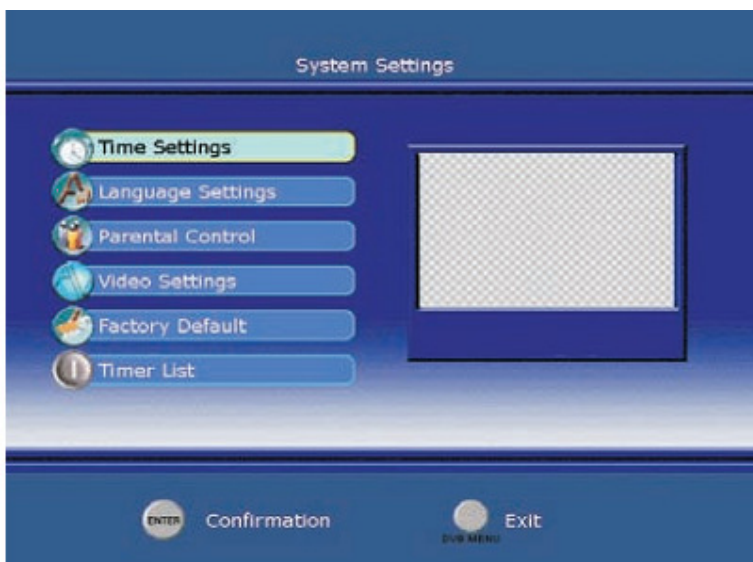 System Settings
Time Settings
Language Settings
Parental Control
Video Settings
Factory Default
Timer List
ENTER Confirmation
Exit
DVB MENU